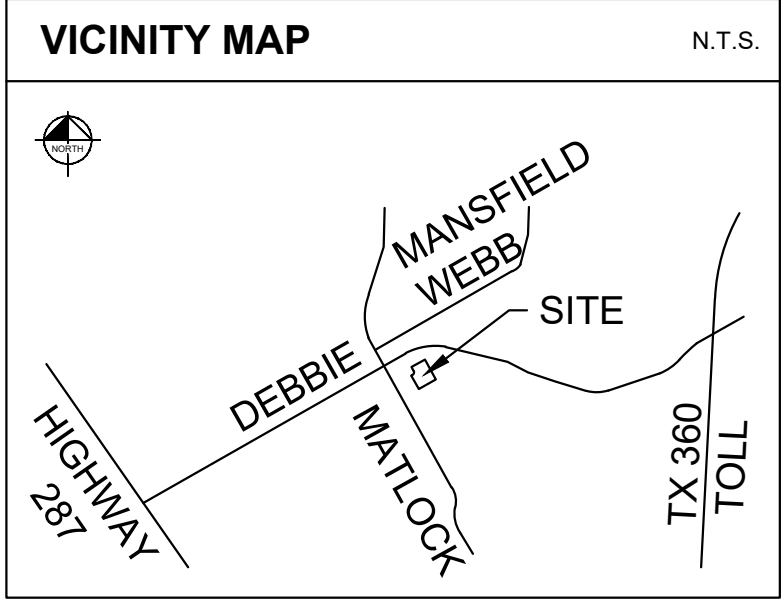 VICINITY MAP
N.T.S.
NORTH
MANSFIELD
WEBB
SITE
DEBBIE
HIGHWAY
287
MATLOCK
TX 360
TOLL